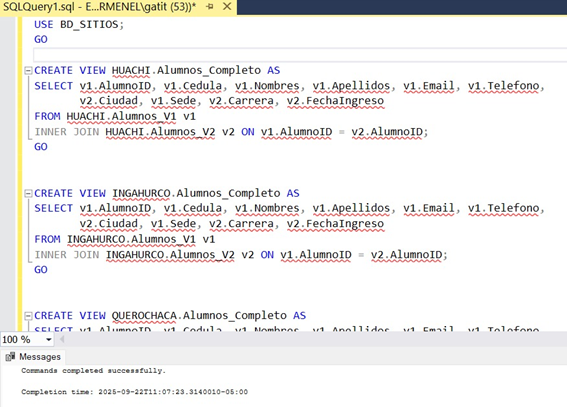 SQLQuery1.sql - E...RMENEL\gatit (53))*
USE BD_SITIOS;
GO
CREATE VIEW HUACHI.Alumnos_Completo AS
SELECT v1.AlumnoID, v1.Cedula, v1.Nombres, v1.Apellidos, v1.Email, v1.Telefono,
v2.Ciudad, v1.Sede, v2.Carrera, v2.FechaIngreso
FROM HUACHI.Alumnos_V1 v1
INNER JOIN HUACHI.Alumnos_V2 v2 ON v1.AlumnoID = v2.AlumnoID;
GO
CREATE VIEW INGAHURCO.Alumnos_Completo AS
SELECT v1.AlumnoID, v1.Cedula, v1.Nombres, v1.Apellidos, v1.Email, v1.Telefono,
v2.Ciudad, v1.Sede, v2.Carrera, v2.FechaIngreso
FROM INGAHURCO.Alumnos_V1 v1
INNER JOIN INGAHURCO.Alumnos_V2 v2 ON v1.AlumnoID = v2.AlumnoID;
GO
CREATE VIEW QUEROCHACA.Alumnos_Completo AS
SELECT v1.AlumnoID, v1.Cedula, v1.Nombres, v1.Apellidos, v1.Email, v1.Telefono
100 %
Messages
Commands completed successfully.
Completion time: 2025-09-22T11:07:23.3140010-05:00